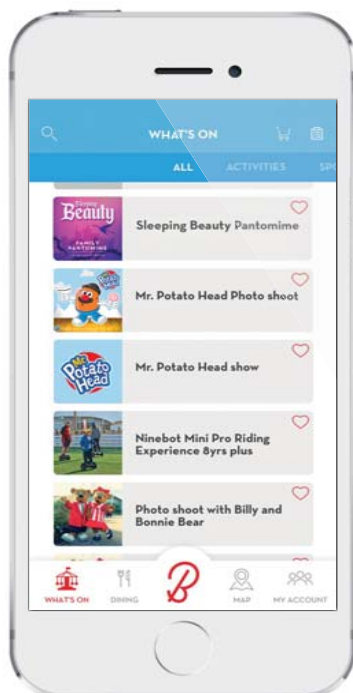 WHAT'S ON
ALL ACTIVITIES SPO
Sleeping
Beauty
FAMILY
PANTOMIME
Sleeping Beauty Pantomime
Mr. Potato Head Photo shoot
Mr.
Potato
Head
Mr. Potato Head show
Ninebot Mini Pro Riding
Experience 8yrs plus
Photo shoot with Billy and
Bonnie Bear
B
WHAT'S ON DINING MAP MY ACCOUNT